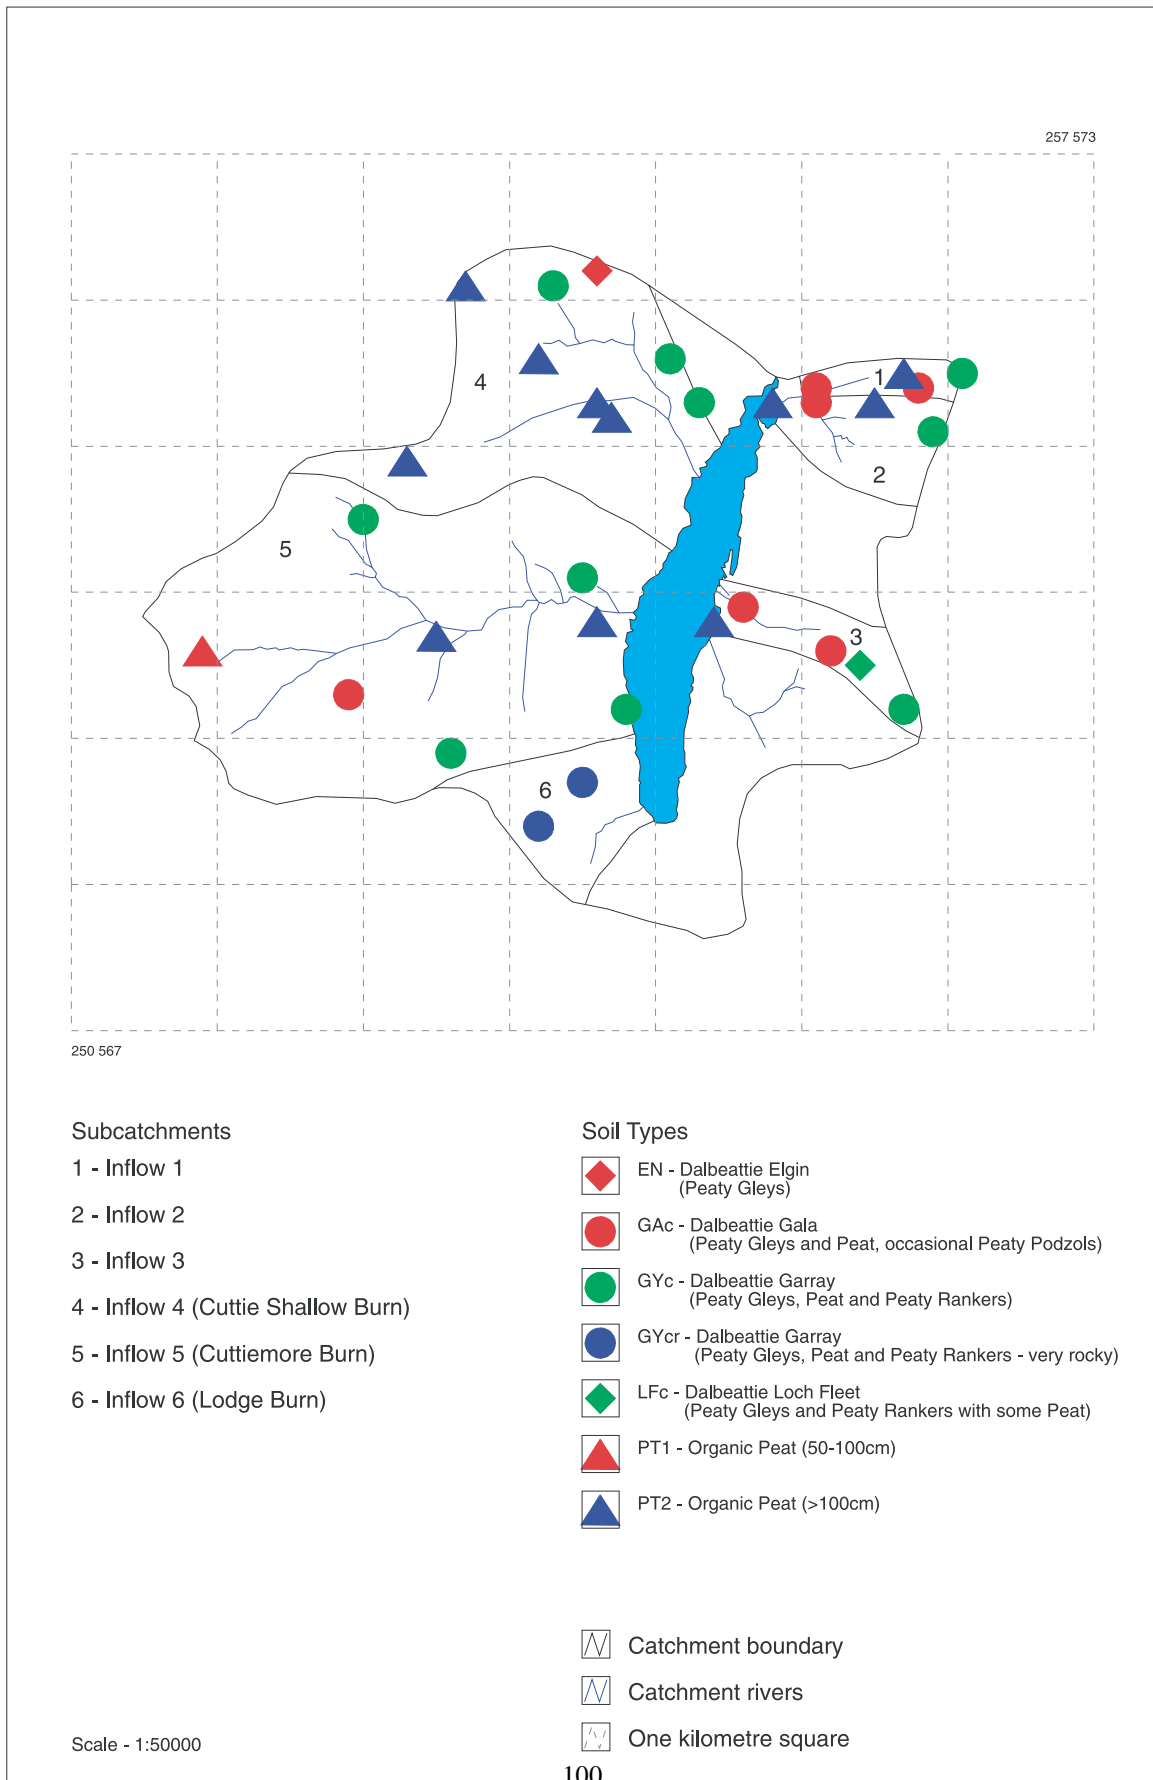 257 573
1
4
2
5
3
6
250 567
Subcatchments
1 - Inflow 1
2 - Inflow 2
3 - Inflow 3
4 - Inflow 4 (Cuttie Shallow Burn)
5 - Inflow 5 (Cuttiemore Burn)
6 - Inflow 6 (Lodge Burn)
Soil Types
EN - Dalbeattie Elgin
(Peaty Gleys)
GAc - Dalbeattie Gala
(Peaty Gleys and Peat, occasional Peaty Podzols)
GYc - Dalbeattie Garray
(Peaty Gleys, Peat and Peaty Rankers)
GYcr - Dalbeattie Garray
(Peaty Gleys, Peat and Peaty Rankers - very rocky)
LFc - Dalbeattie Loch Fleet
(Peaty Gleys and Peaty Rankers with some Peat)
PT1 - Organic Peat (50-100cm)
PT2 - Organic Peat (>100cm)
Catchment boundary
Catchment rivers
One kilometre square
Scale - 1:50000
100